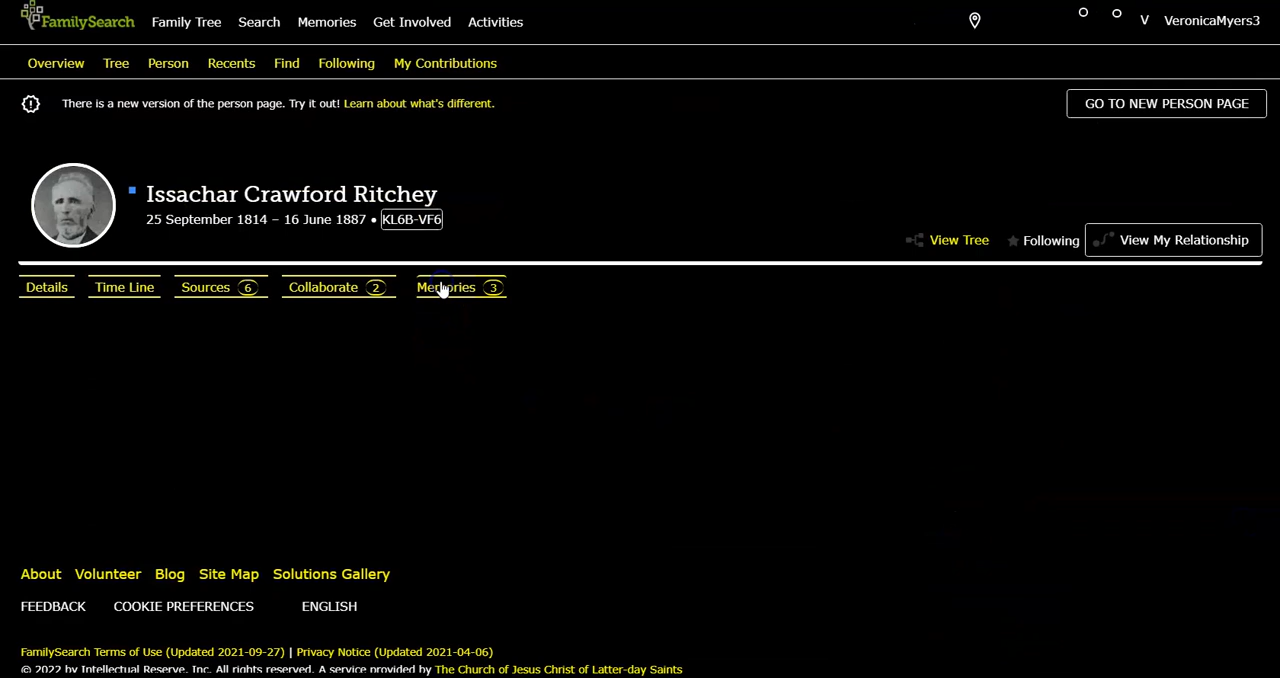 FamilySearch Family Tree Search Memories Get Involved Activities V VeronicaMyers3
Overview Tree Person Recents Find Following My Contributions
There is a new version of the person page. Try it out! Learn about what's different. GO TO NEW PERSON PAGE
Issachar Crawford Ritchey
25 September 1814 – 16 June 1887 • KL6B-VF6
View Tree Following View My Relationship
Details Time Line Sources 6 Collaborate 2 Memories 3
About Volunteer Blog Site Map Solutions Gallery
FEEDBACK COOKIE PREFERENCES ENGLISH
FamilySearch Terms of Use (Updated 2021-09-27) | Privacy Notice (Updated 2021-04-06)
© 2022 by Intellectual Reserve, Inc. All rights reserved. A service provided by The Church of Jesus Christ of Latter-day Saints